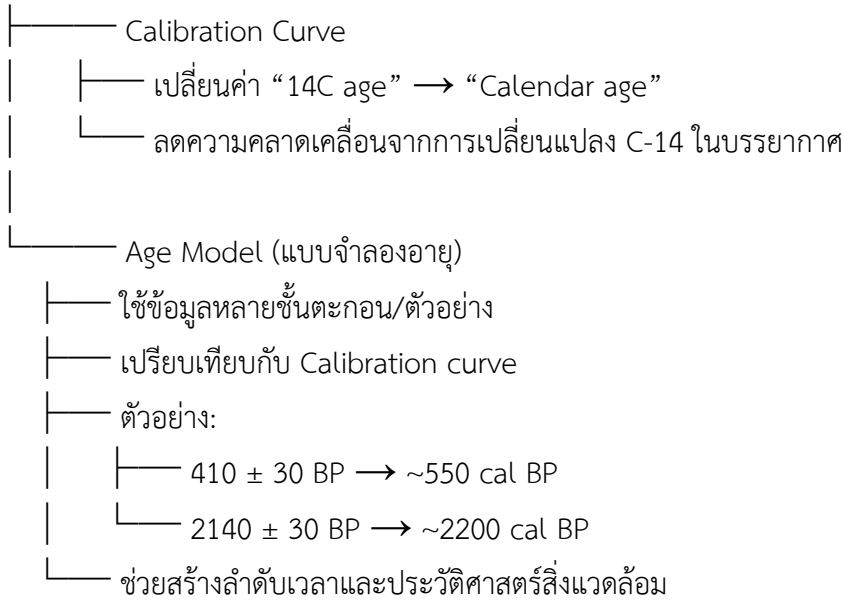 Calibration Curve
เปลี่ยนค่า “14C age” → “Calendar age”
ลดความคลาดเคลื่อนจากการเปลี่ยนแปลง C-14 ในบรรยากาศ
Age Model (แบบจำลองอายุ)
ใช้ข้อมูลหลายชั้นตะกอน/ตัวอย่าง
เปรียบเทียบกับ Calibration curve
ตัวอย่าง:
410 ± 30 BP → ~550 cal BP
2140 ± 30 BP → ~2200 cal BP
ช่วยสร้างลำดับเวลาและประวัติศาสตร์สิ่งแวดล้อม